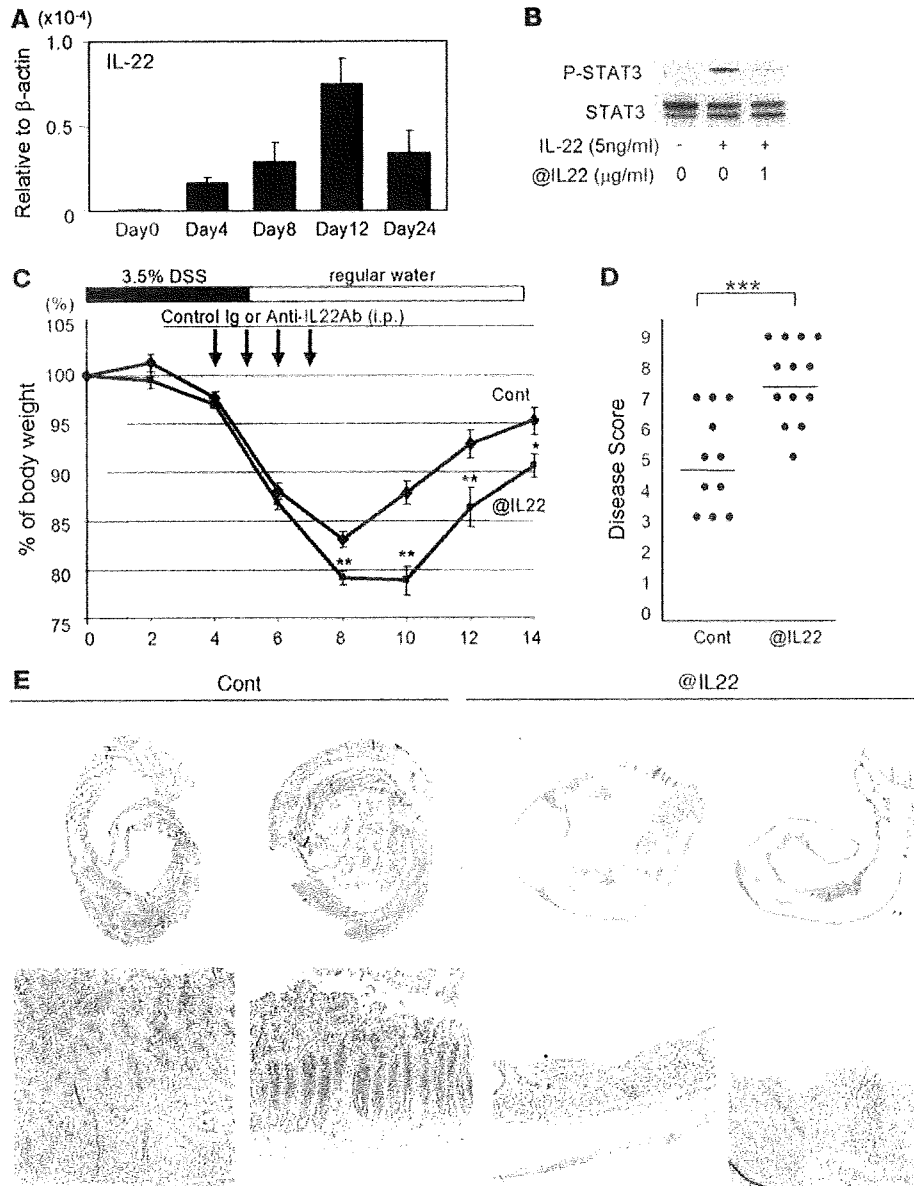 A (x10⁻⁴)
1.0
0.5
0
Relative to β-actin
IL-22
Day0 Day4 Day8 Day12 Day24
B
P-STAT3
STAT3
IL-22 (5ng/ml) - + +
@IL22 (μg/ml) 0 0 1
C
3.5% DSS regular water
(%)
Control Ig or Anti-IL22Ab (i.p.)
105
100
95
90
85
80
75
% of body weight
Cont
@IL22
**
**
**
*
0 2 4 6 8 10 12 14
D
***
9
8
7
6
5
4
3
2
1
0
Disease Score
Cont @IL22
E
Cont @IL22